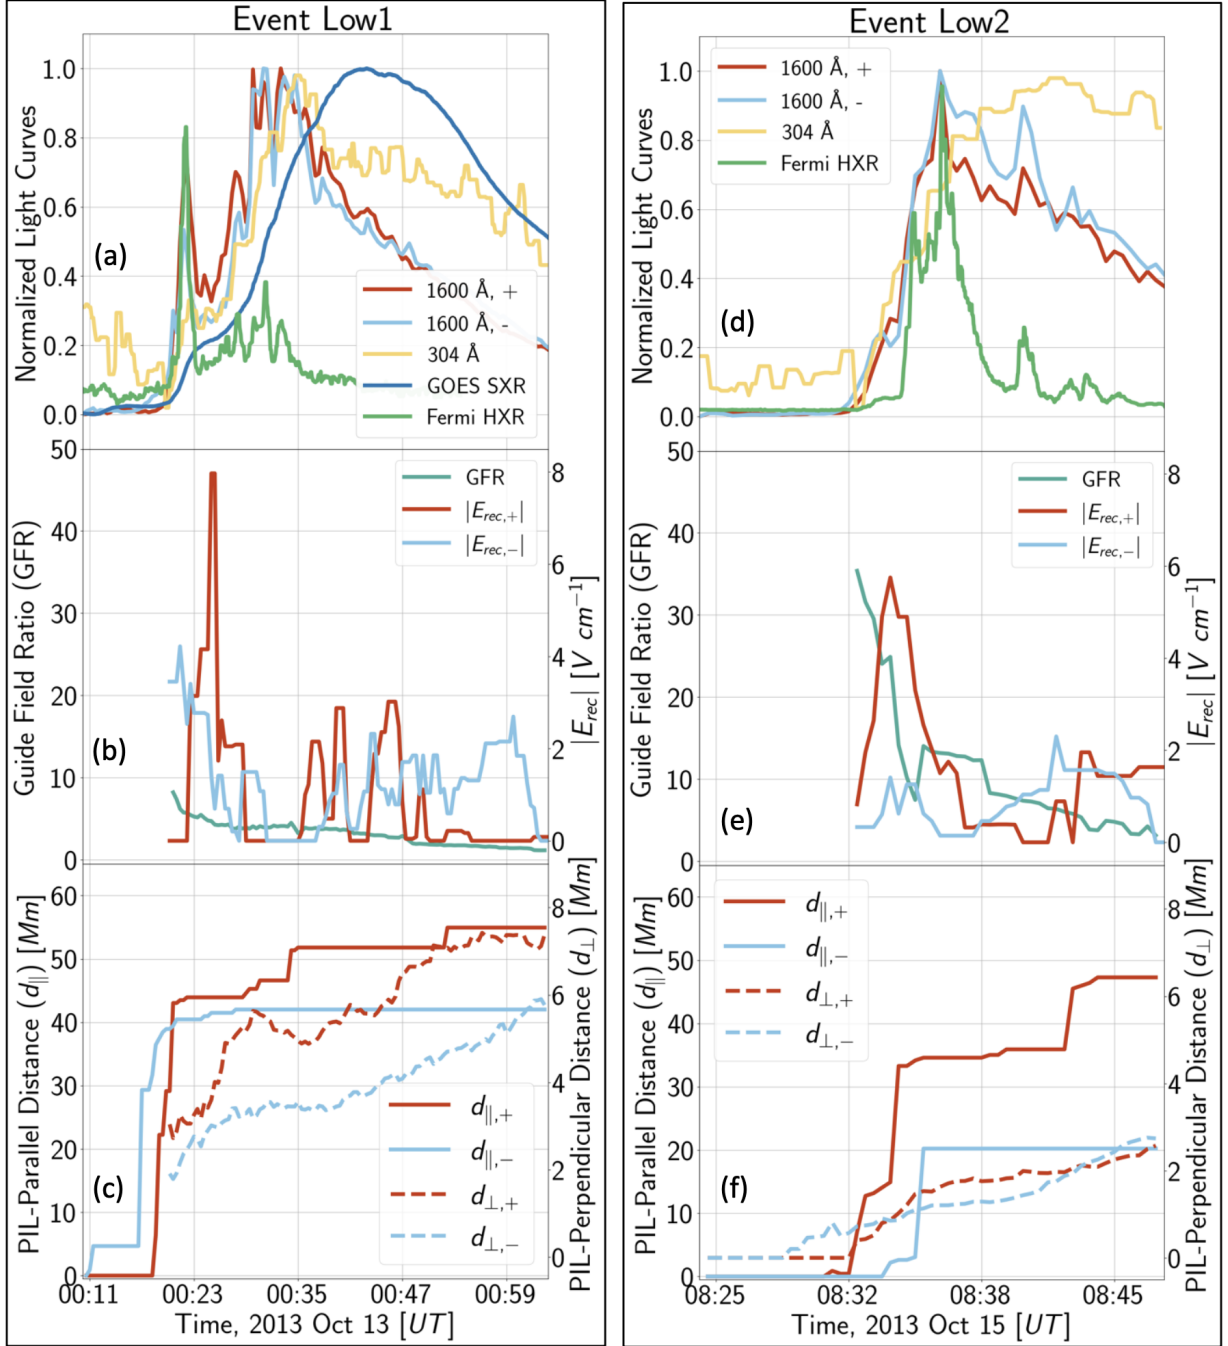 Event Low1
Normalized Light Curves
1.0
0.8
0.6
0.4
0.2
0.0
(a)
1600 Å, +
1600 Å, -
304 Å
GOES SXR
Fermi HXR
Guide Field Ratio (GFR)
50
40
30
20
10
0
(b)
GFR
|E_rec,+|
|E_rec,-|
8
6
4
2
0
|E_rec| [V cm⁻¹]
PIL-Parallel Distance (d_∥) [Mm]
60
50
40
30
20
10
0
(c)
d_∥,+
d_∥,-
d_⊥,+
d_⊥,-
8
6
4
2
0
PIL-Perpendicular Distance (d_⊥) [Mm]
00:11 00:23 00:35 00:47 00:59
Time, 2013 Oct 13 [UT]
Event Low2
Normalized Light Curves
1.0
0.8
0.6
0.4
0.2
0.0
(d)
1600 Å, +
1600 Å, -
304 Å
Fermi HXR
Guide Field Ratio (GFR)
50
40
30
20
10
0
(e)
GFR
|E_rec,+|
|E_rec,-|
8
6
4
2
0
|E_rec| [V cm⁻¹]
PIL-Parallel Distance (d_∥) [Mm]
60
50
40
30
20
10
0
(f)
d_∥,+
d_∥,-
d_⊥,+
d_⊥,-
8
6
4
2
0
PIL-Perpendicular Distance (d_⊥) [Mm]
08:25 08:32 08:38 08:45
Time, 2013 Oct 15 [UT]